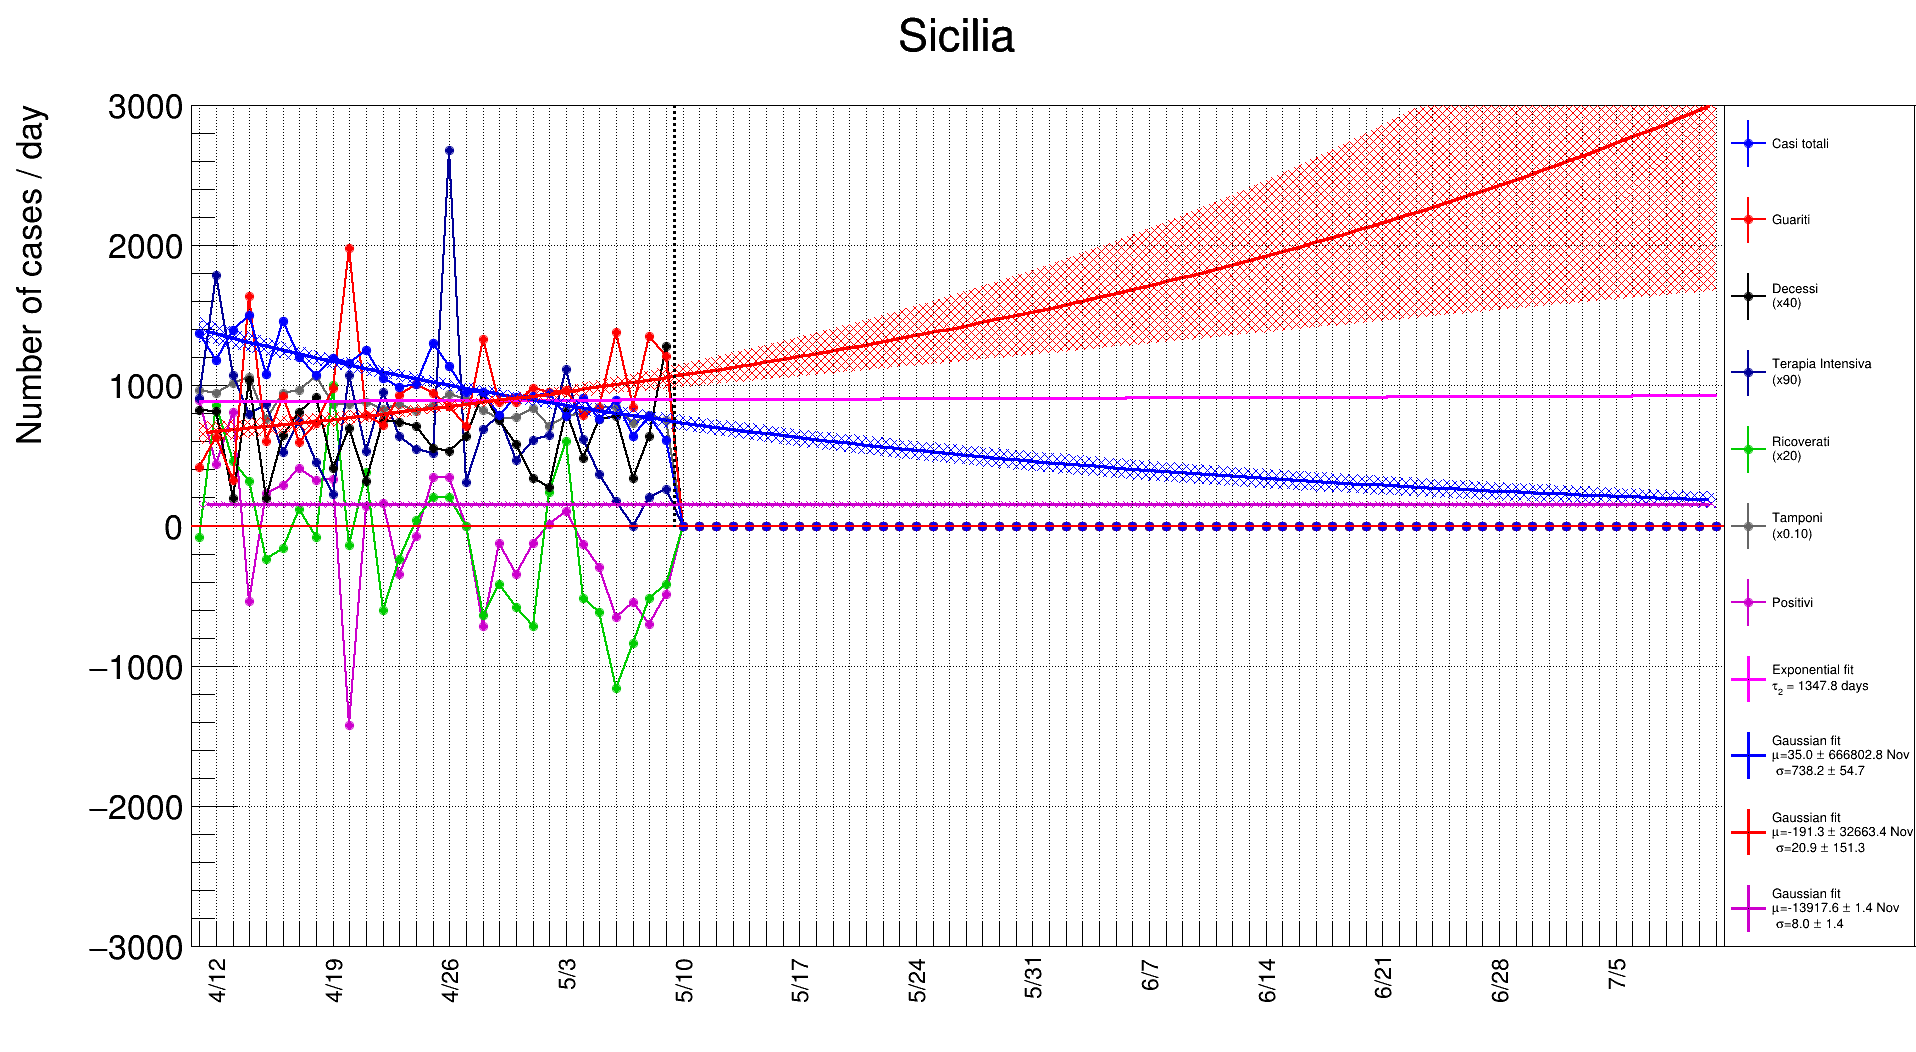 Sicilia
Number of cases / day
3000
2000
1000
0
−1000
−2000
−3000
4/12
4/19
4/26
5/3
5/10
5/17
5/24
5/31
6/7
6/14
6/21
6/28
7/5
Casi totali
Guariti
Decessi
(x40)
Terapia Intensiva
(x90)
Ricoverati
(x20)
Tamponi
(x0.10)
Positivi
Exponential fit
τ2 = 1347.8 days
Gaussian fit
μ=35.0 ± 666802.8 Nov
σ=738.2 ± 54.7
Gaussian fit
μ=-191.3 ± 32663.4 Nov
σ=20.9 ± 151.3
Gaussian fit
μ=-13917.6 ± 1.4 Nov
σ=8.0 ± 1.4